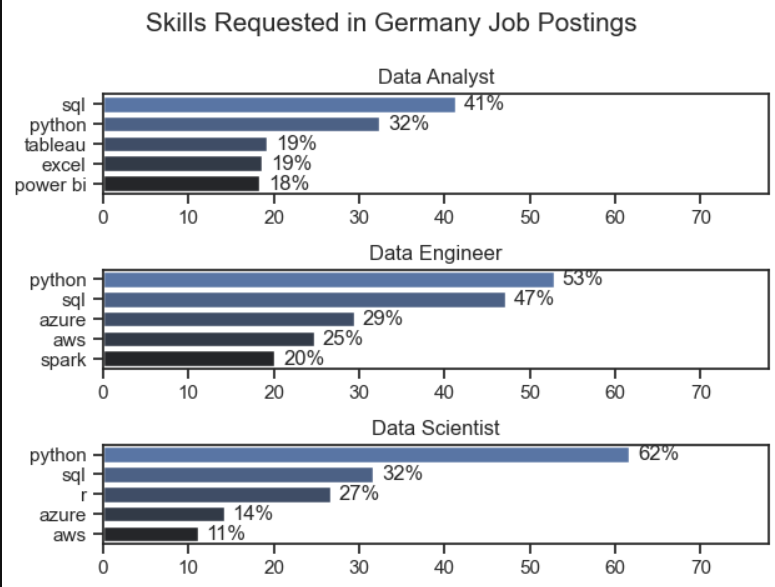 Skills Requested in Germany Job Postings
Data Analyst
sql 41%
python 32%
tableau 19%
excel 19%
power bi 18%
0 10 20 30 40 50 60 70
Data Engineer
python 53%
sql 47%
azure 29%
aws 25%
spark 20%
0 10 20 30 40 50 60 70
Data Scientist
python 62%
sql 32%
r 27%
azure 14%
aws 11%
0 10 20 30 40 50 60 70